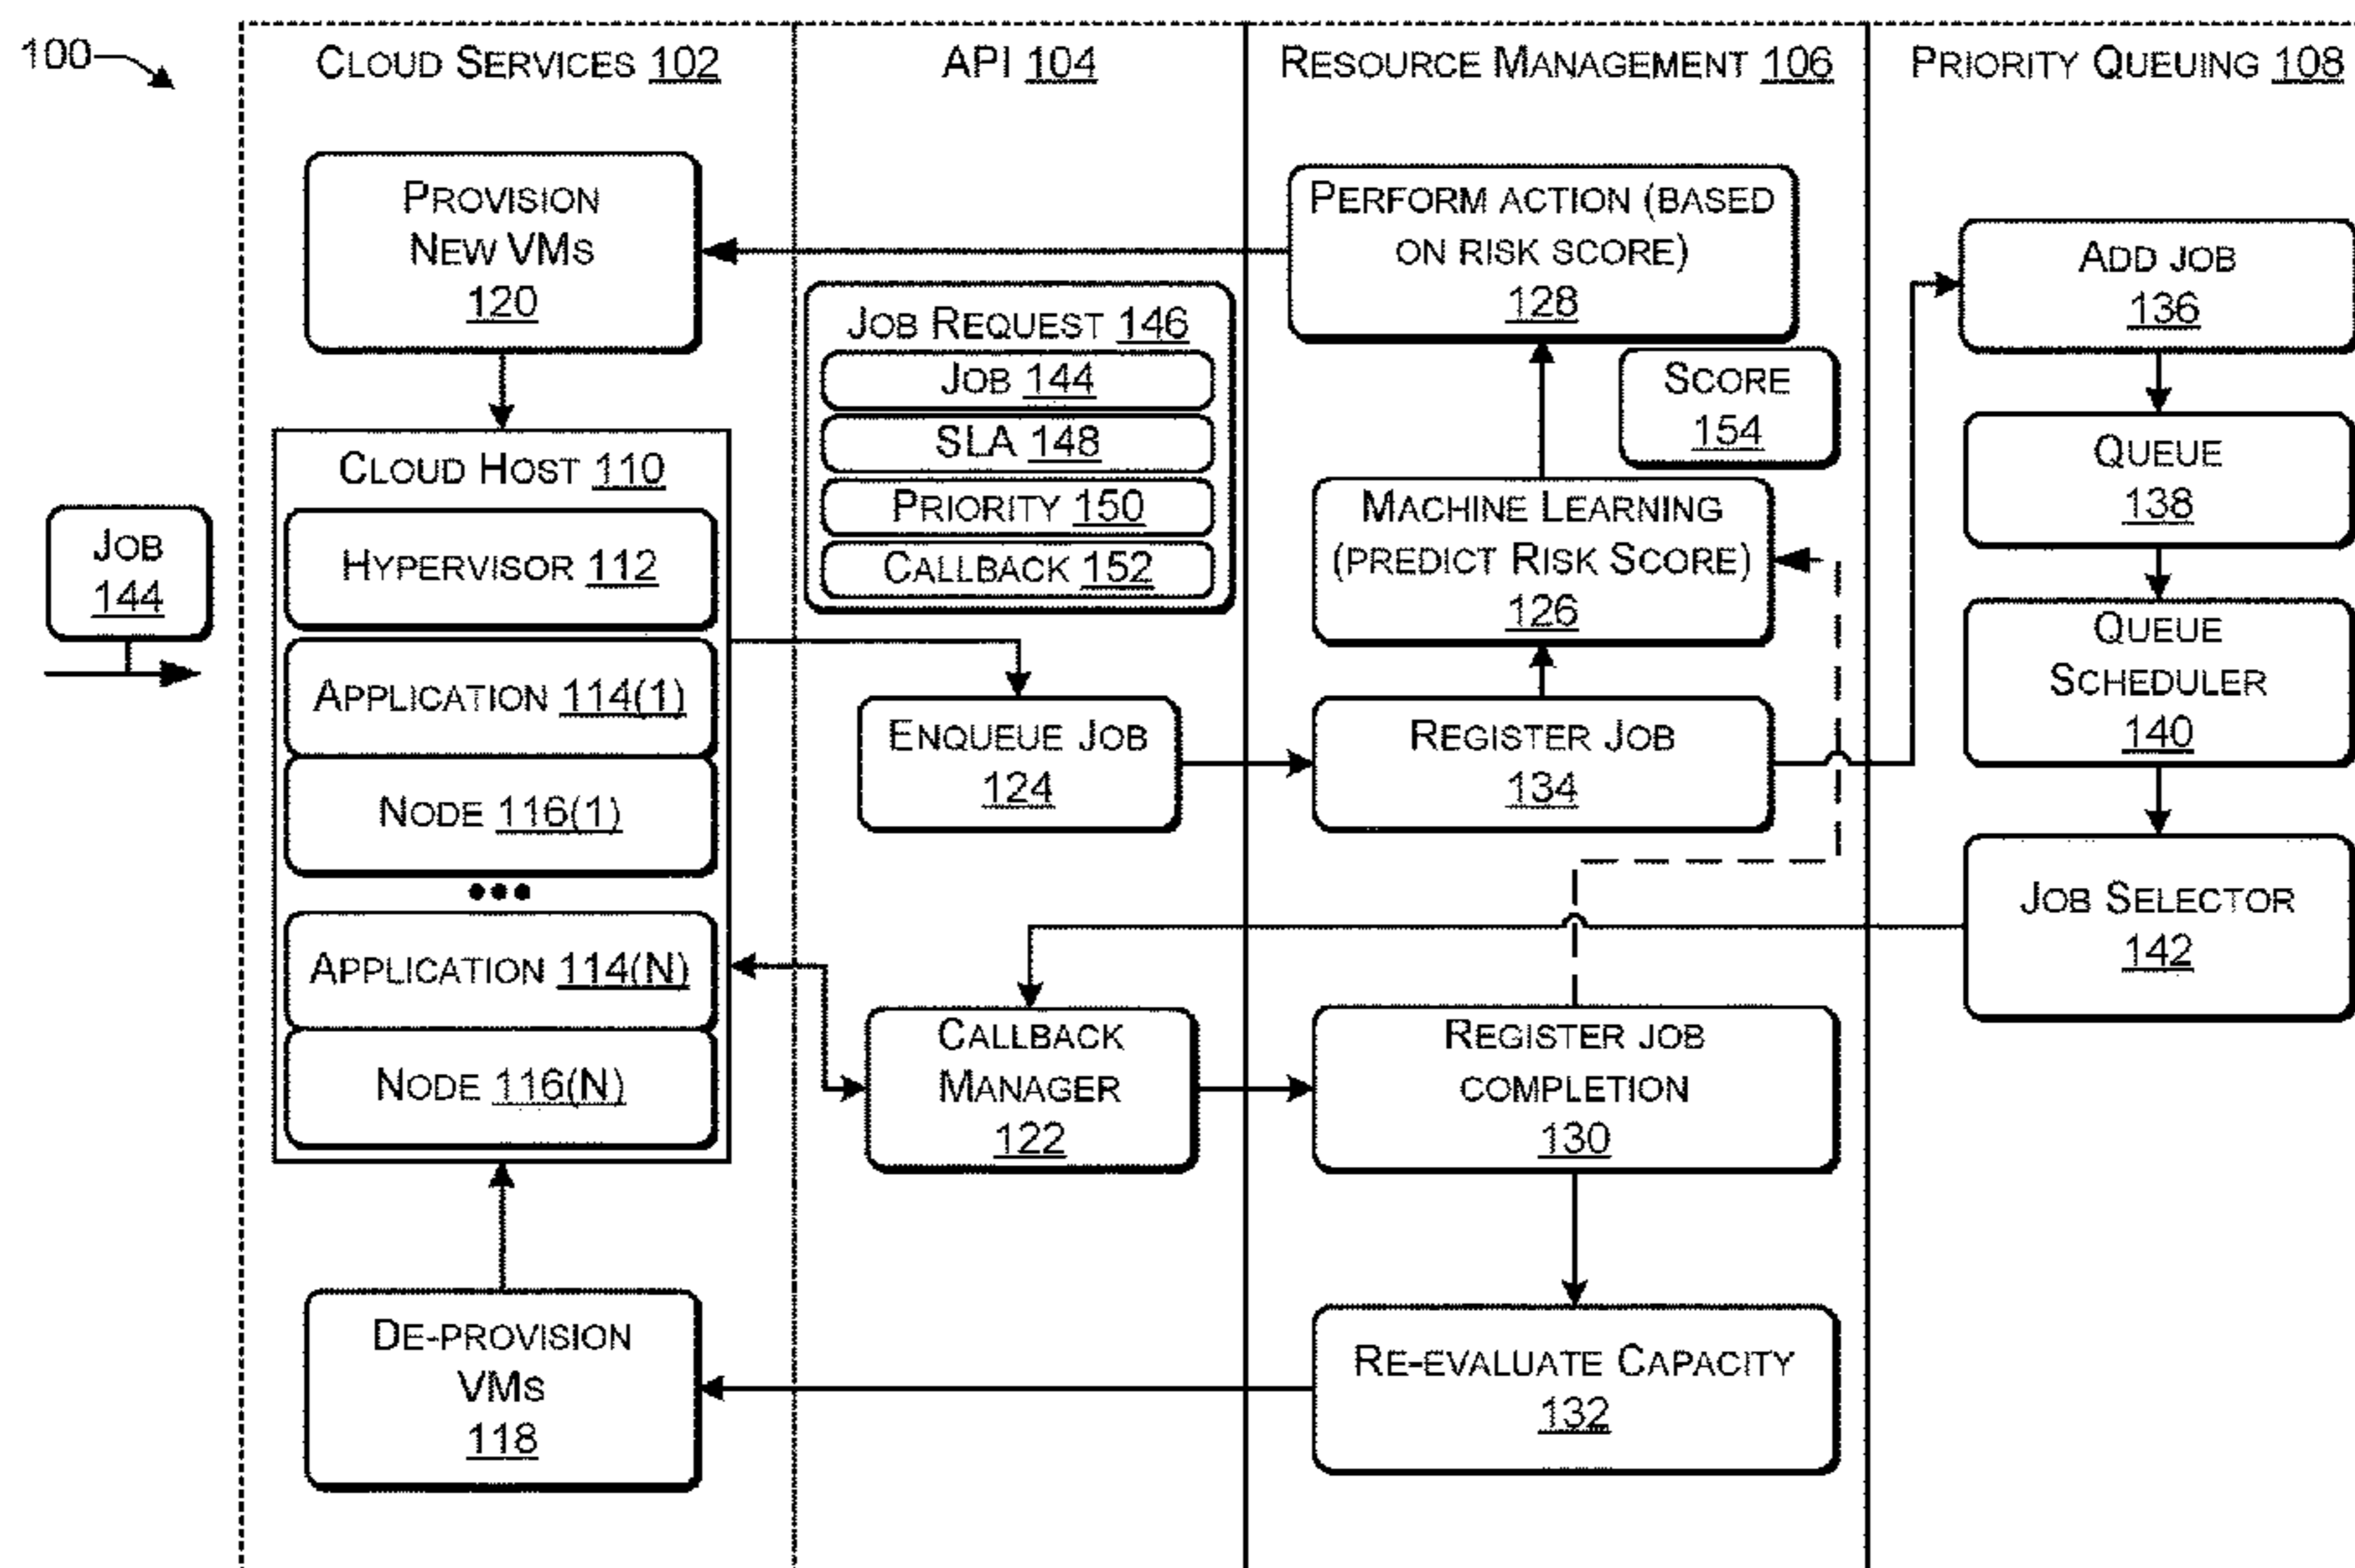 100
CLOUD SERVICES 102
API 104
RESOURCE MANAGEMENT 106
PRIORITY QUEUING 108
PROVISION
NEW VMS
120
CLOUD HOST 110
HYPERVISOR 112
APPLICATION 114(1)
NODE 116(1)
•••
APPLICATION 114(N)
NODE 116(N)
DE-PROVISION
VMS
118
JOB
144
JOB REQUEST 146
JOB 144
SLA 148
PRIORITY 150
CALLBACK 152
ENQUEUE JOB
124
CALLBACK
MANAGER
122
PERFORM ACTION (BASED
ON RISK SCORE)
128
SCORE
154
MACHINE LEARNING
(PREDICT RISK SCORE)
126
REGISTER JOB
134
REGISTER JOB
COMPLETION
130
RE-EVALUATE CAPACITY
132
ADD JOB
136
QUEUE
138
QUEUE
SCHEDULER
140
JOB SELECTOR
142